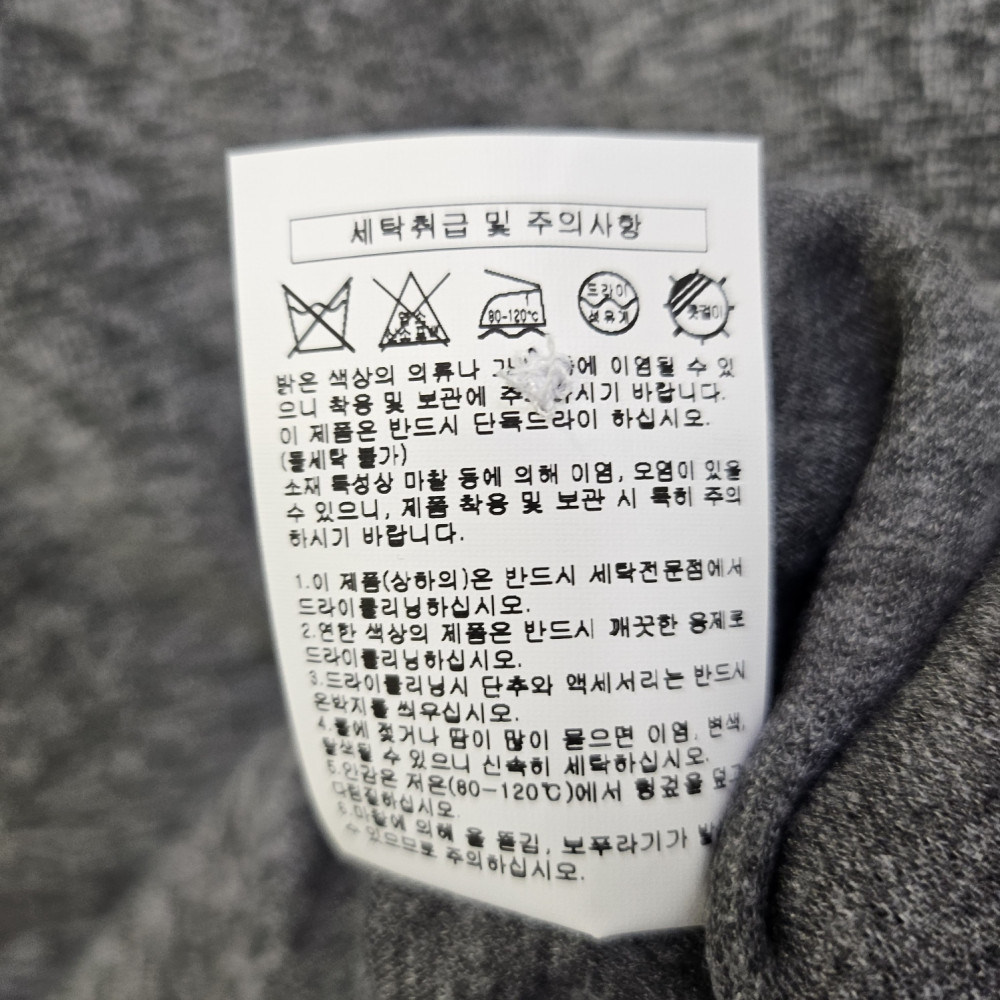 세탁취급 및 주의사항
염소 산소표백
80-120℃
드라이
석유계
옷걸이
밝은 색상의 의류나 에 이염될 수 있
으니 착용 및 보관에 바랍니다.
이 제품은 반드시 단독드라이 하십시오.
(물세탁 불가)
소재 특성상 마찰 등에 의해 이염, 오염이 있을
수 있으니, 제품 착용 및 보관 시 특히 주의
하시기 바랍니다.
1.이 제품(상하의)은 반드시 세탁전문점에서
드라이클리닝하십시오.
2.연한 색상의 제품은 반드시 깨끗한 용제로
드라이클리닝하십시오.
3.드라이클리닝시 단추와 액세서리는 반드시
은박지를 씌우십시오.
4.물에 젖거나 땀이 많이 묻으면 이염, 변색,
탈색될 수 있으니 신속히 세탁하십시오.
5.안감은 저온(80-120℃)에서 헝겊을 덮고
다림질하십시오.
6.마찰에 의해 올 뜯김, 보푸라기가
수 있으므로 주의하십시오.